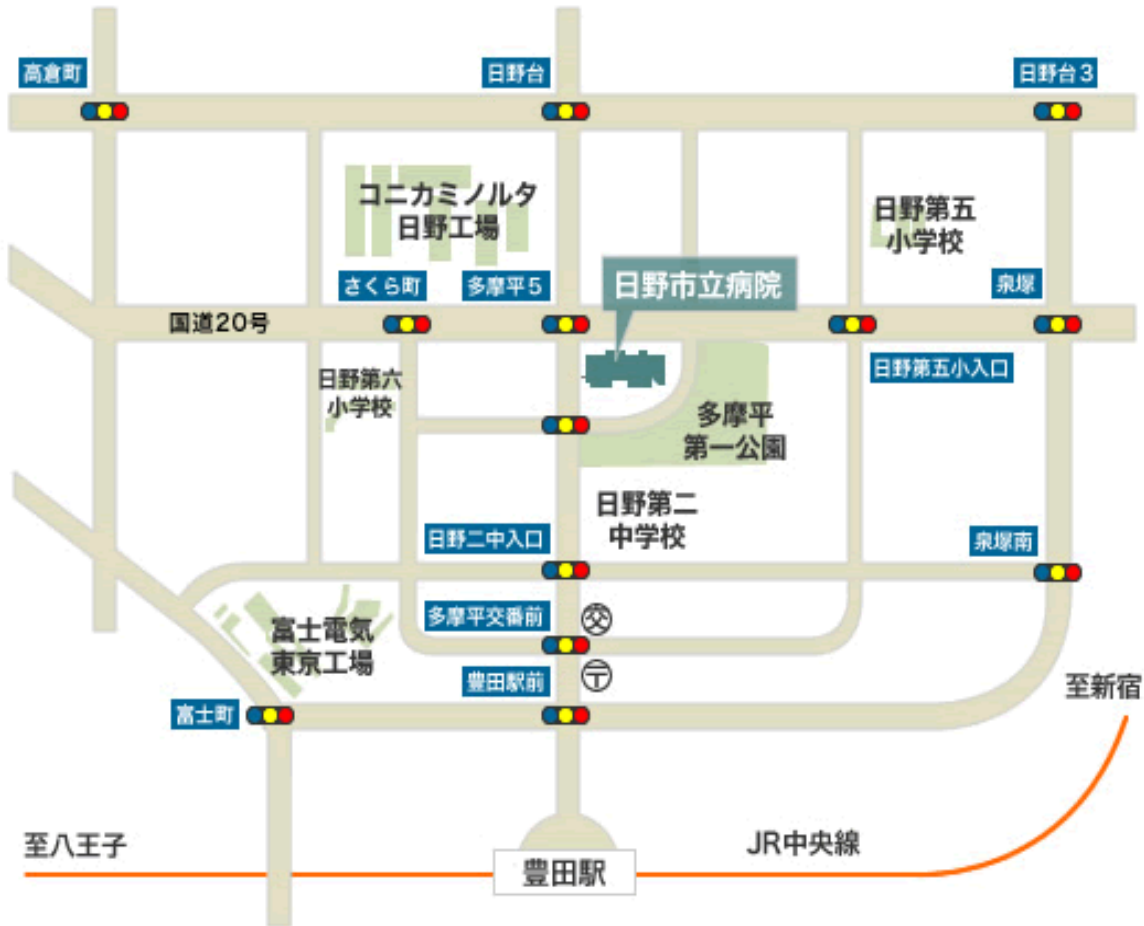 高倉町
日野台
日野台3
コニカミノルタ
日野工場
日野第五
小学校
さくら町
多摩平5
日野市立病院
泉塚
国道20号
日野第六
小学校
日野第五小入口
多摩平
第一公園
日野第二
中学校
日野二中入口
泉塚南
多摩平交番前
交
富士電気
東京工場
豊田駅前
〒
富士町
至新宿
至八王子
JR中央線
豊田駅